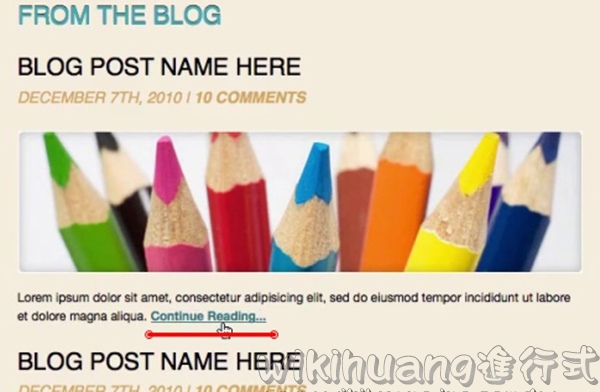 FROM THE BLOG
BLOG POST NAME HERE
DECEMBER 7TH, 2010 | 10 COMMENTS
Lorem ipsum dolor sit amet, consectetur adipisicing elit, sed do eiusmod tempor incididunt ut labore
et dolore magna aliqua. Continue Reading...
BLOG POST NAME HERE
wikihuang進行式
DECEMBER 7TH, 2010 | 10 COMMENTS